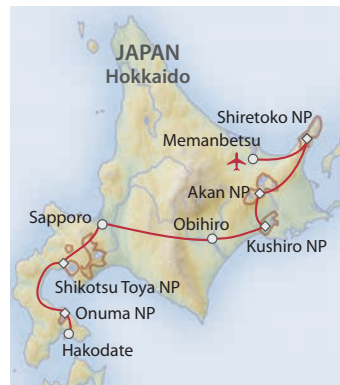 JAPAN
Hokkaido
Shiretoko NP
Memanbetsu
Akan NP
Sapporo
Obihiro
Kushiro NP
Shikotsu Toya NP
Onuma NP
Hakodate